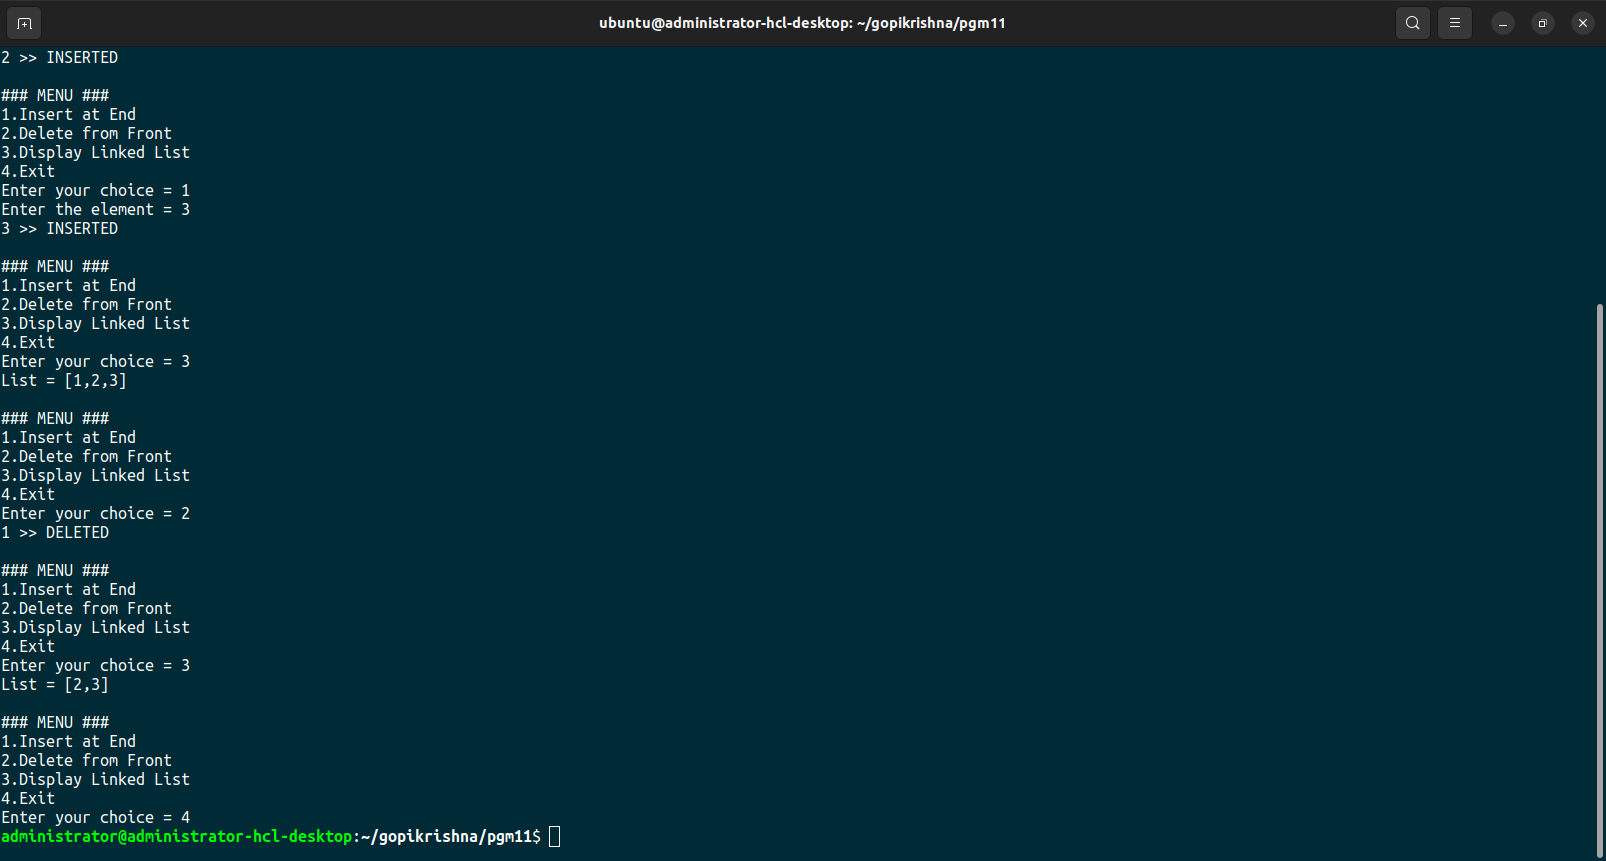 ubuntu@administrator-hcl-desktop: ~/gopikrishna/pgm11
2 >> INSERTED
### MENU ###
1.Insert at End
2.Delete from Front
3.Display Linked List
4.Exit
Enter your choice = 1
Enter the element = 3
3 >> INSERTED
### MENU ###
1.Insert at End
2.Delete from Front
3.Display Linked List
4.Exit
Enter your choice = 3
List = [1,2,3]
### MENU ###
1.Insert at End
2.Delete from Front
3.Display Linked List
4.Exit
Enter your choice = 2
1 >> DELETED
### MENU ###
1.Insert at End
2.Delete from Front
3.Display Linked List
4.Exit
Enter your choice = 3
List = [2,3]
### MENU ###
1.Insert at End
2.Delete from Front
3.Display Linked List
4.Exit
Enter your choice = 4
administrator@administrator-hcl-desktop:~/gopikrishna/pgm11$